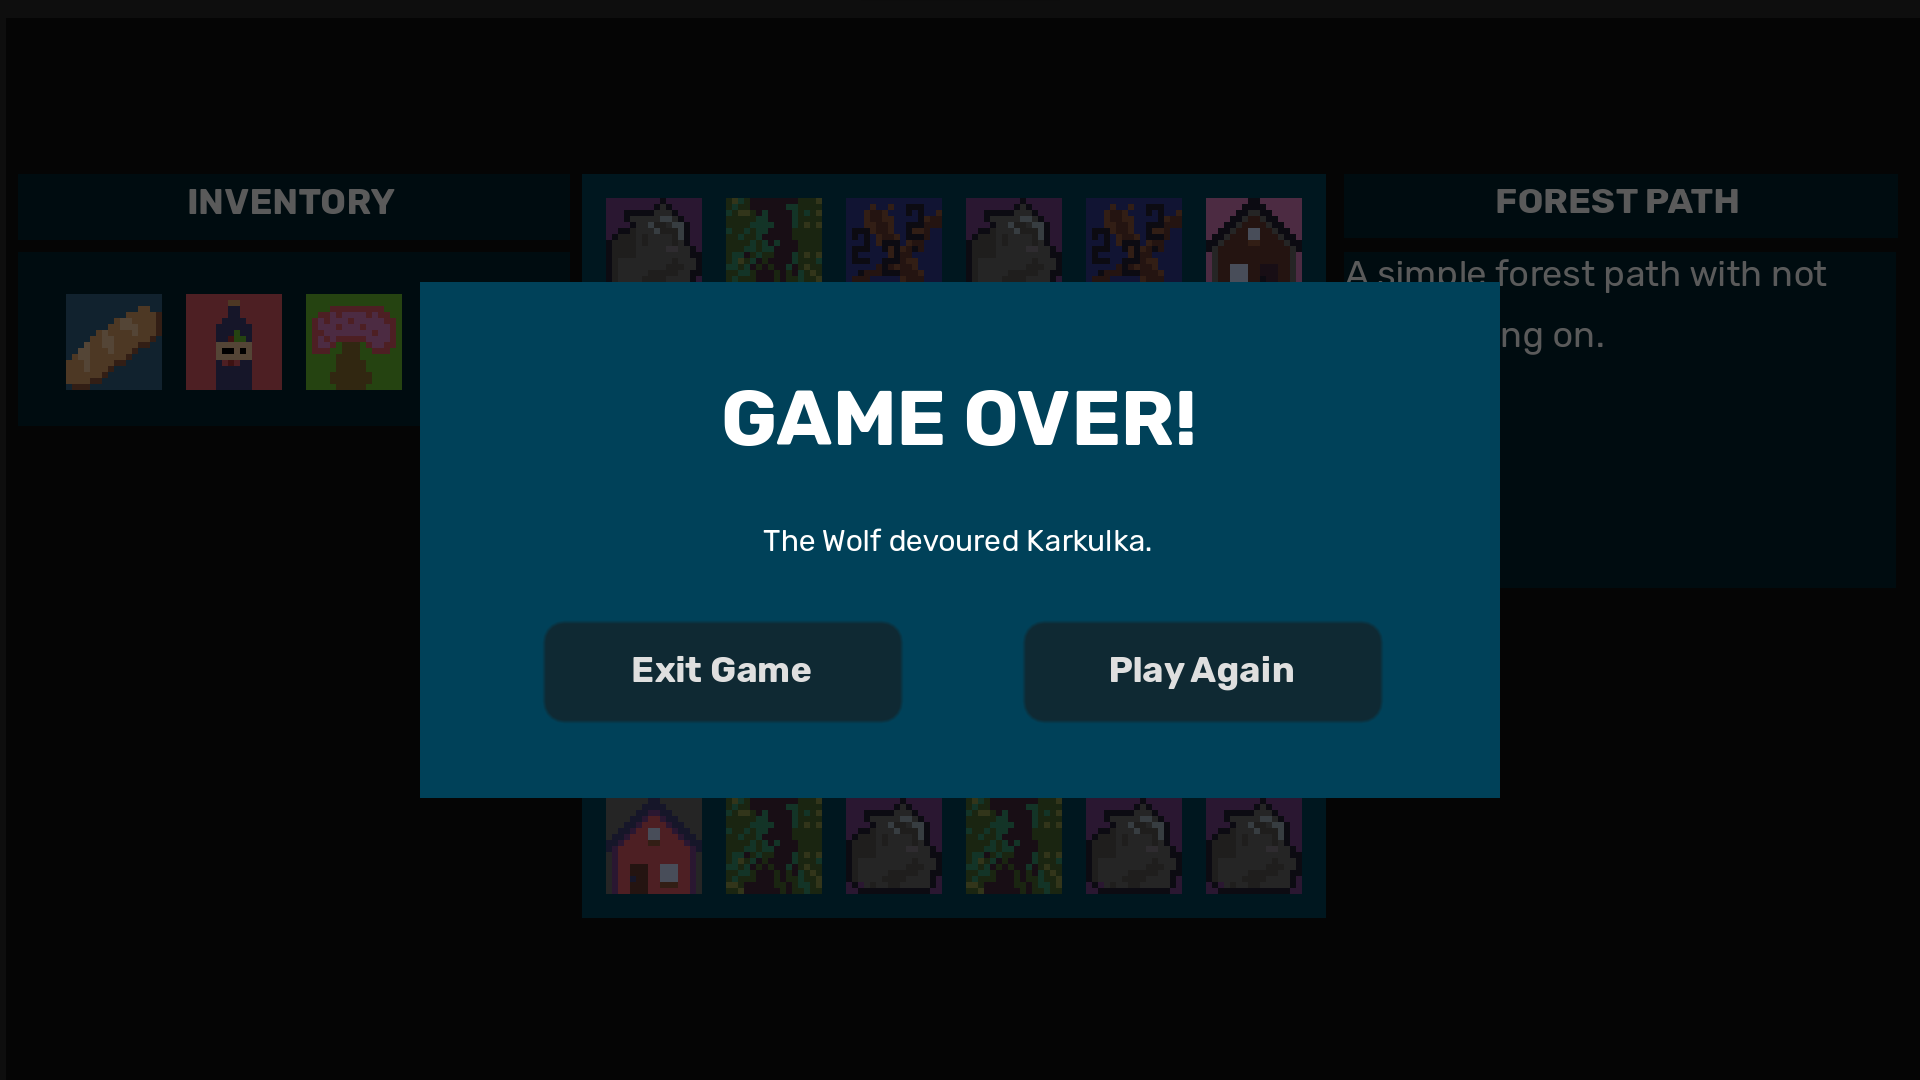 INVENTORY
FOREST PATH
A simple forest path with not
ng on.
GAME OVER!
The Wolf devoured Karkulka.
Exit Game
Play Again